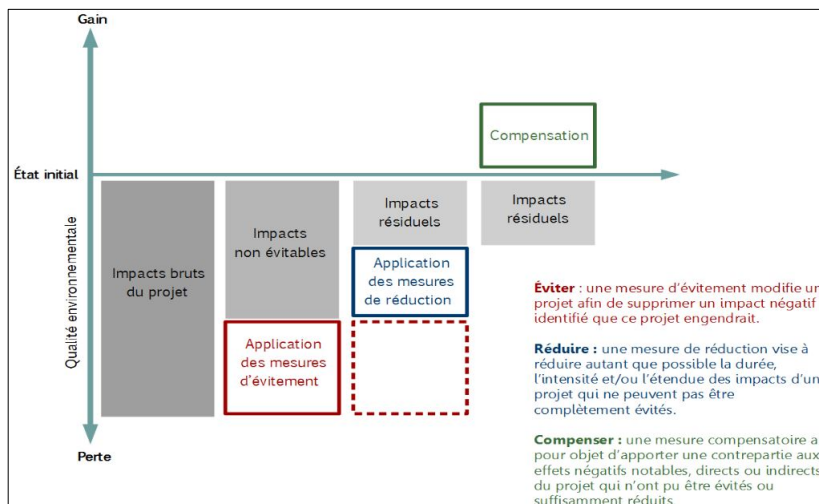 Gain
Compensation
État initial
Qualité environnementale
Impacts bruts
du projet
Impacts
non évitables
Application
des mesures
d'évitement
Impacts
résiduels
Application
des mesures
de réduction
Impacts
résiduels
Perte
Éviter : une mesure d'évitement modifie un
projet afin de supprimer un impact négatif
identifié que ce projet engendrait.
Réduire : une mesure de réduction vise à
réduire autant que possible la durée,
l'intensité et/ou l'étendue des impacts d'un
projet qui ne peuvent pas être
complètement évités.
Compenser : une mesure compensatoire a
pour objet d'apporter une contrepartie aux
effets négatifs notables, directs ou indirects
du projet qui n'ont pu être évités ou
suffisamment réduits